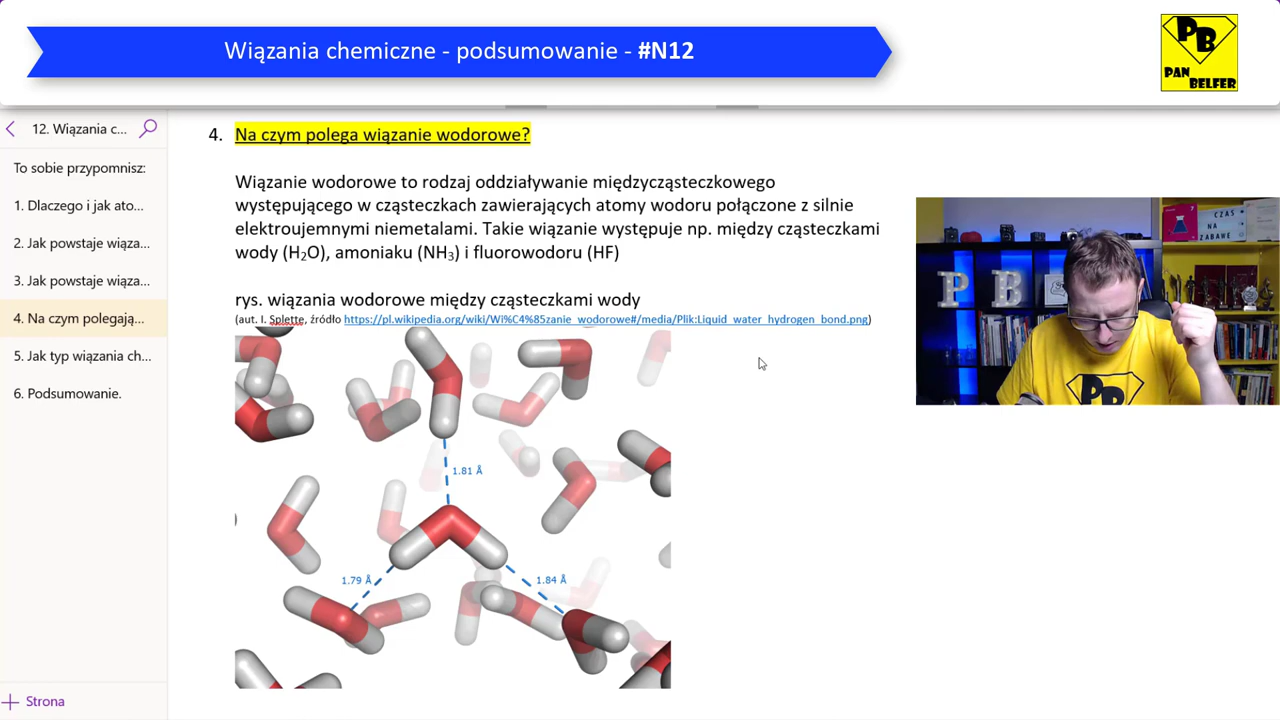 Wiązania chemiczne - podsumowanie - #N12
PB
PAN
BELFER
12. Wiązania c...
To sobie przypomnisz:
1. Dlaczego i jak ato...
2. Jak powstaje wiąza...
3. Jak powstaje wiąza...
4. Na czym polegają...
5. Jak typ wiązania ch...
6. Podsumowanie.
Strona
4. Na czym polega wiązanie wodorowe?
Wiązanie wodorowe to rodzaj oddziaływanie międzycząsteczkowego
występującego w cząsteczkach zawierających atomy wodoru połączone z silnie
elektroujemnymi niemetalami. Takie wiązanie występuje np. między cząsteczkami
wody (H₂O), amoniaku (NH₃) i fluorowodoru (HF)
rys. wiązania wodorowe między cząsteczkami wody
(aut. I. Splette, źródło https://pl.wikipedia.org/wiki/Wi%C4%85zanie_wodorowe#/media/Plik:Liquid_water_hydrogen_bond.png)
1.81 Å
1.79 Å
1.84 Å
P B
CZAS
NA
ZABAWĘ